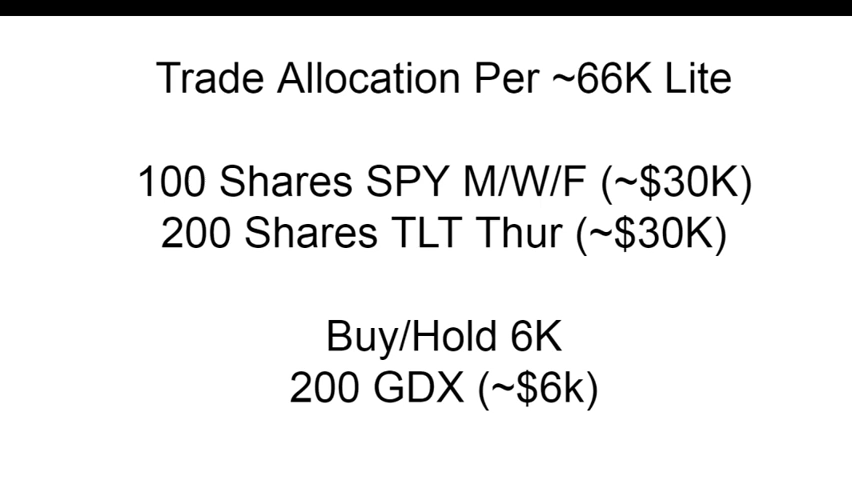 Trade Allocation Per ~66K Lite
100 Shares SPY M/W/F (~$30K)
200 Shares TLT Thur (~$30K)
Buy/Hold 6K
200 GDX (~$6k)